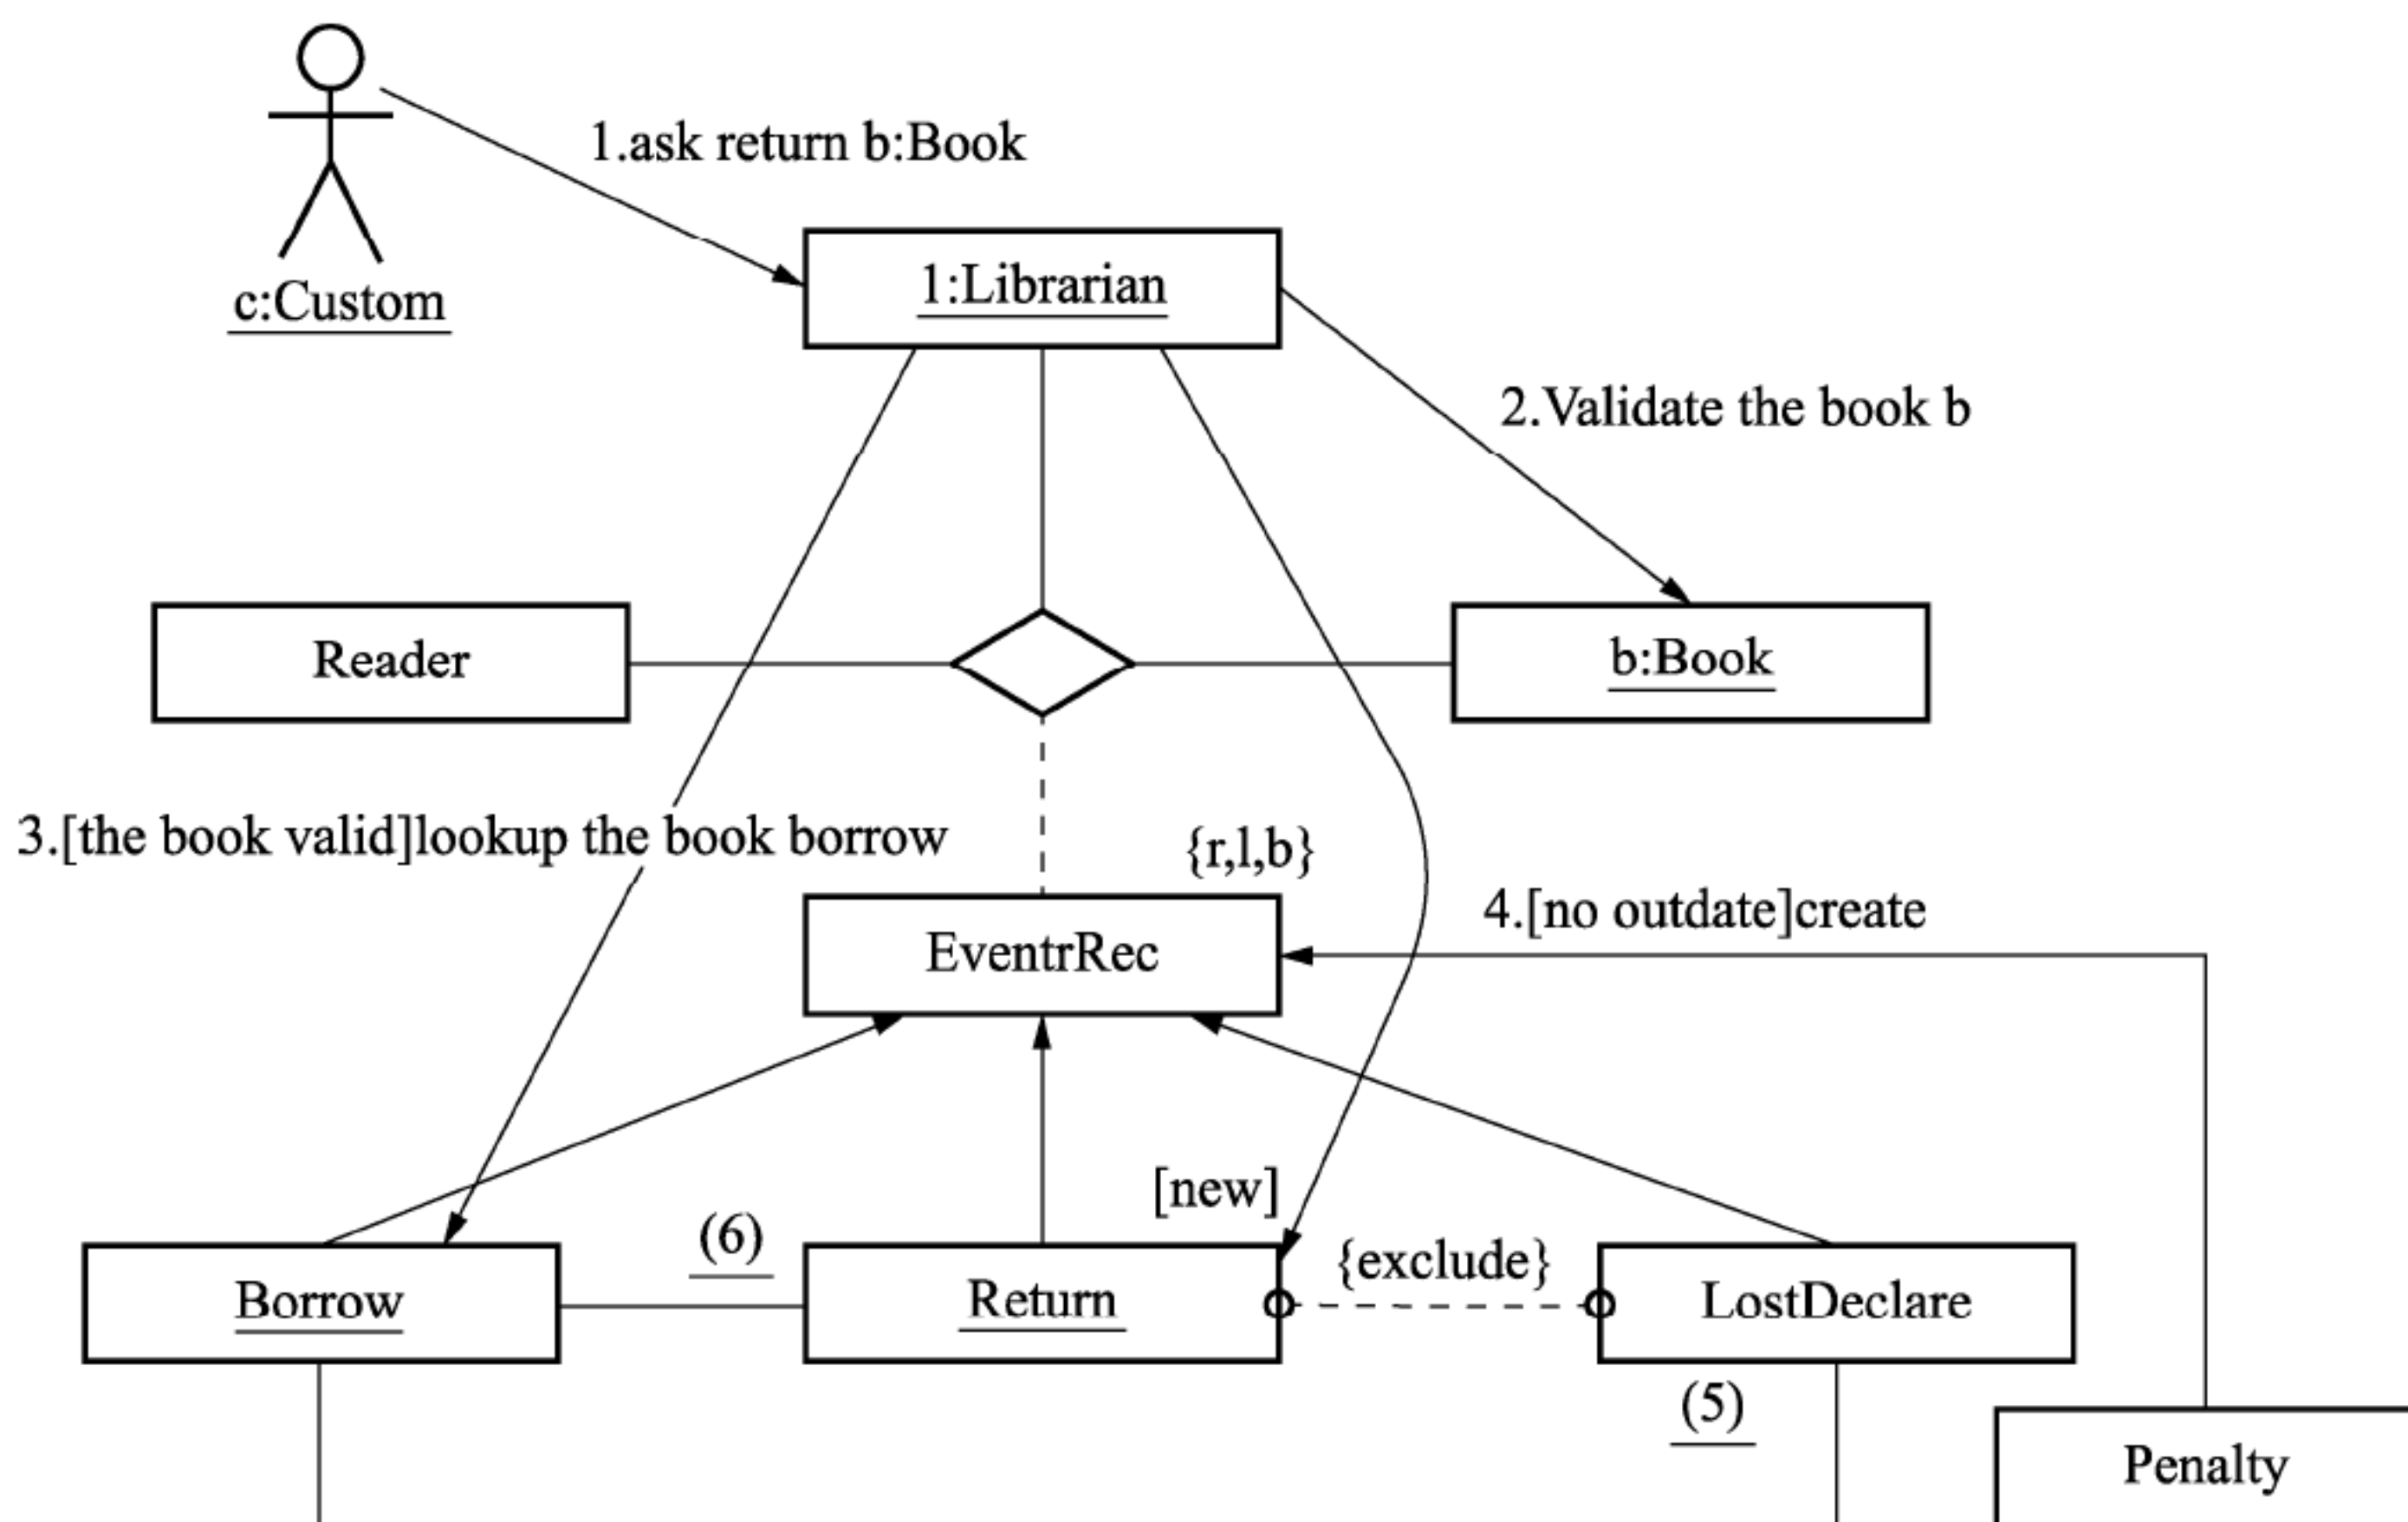 1.ask return b:Book
c:Custom
1:Librarian
2.Validate the book b
Reader
b:Book
3.[the book valid]lookup the book borrow
{r,l,b}
4.[no outdate]create
EventrRec
[new]
(6)
{exclude}
Borrow
Return
LostDeclare
(5)
Penalty